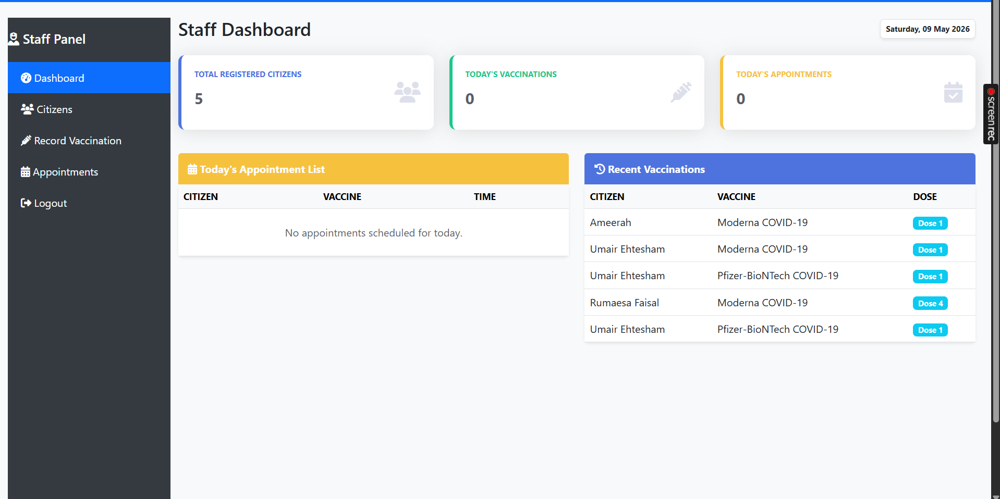 Staff Panel
Dashboard
Citizens
Record Vaccination
Appointments
Logout
Staff Dashboard
Saturday, 09 May 2026
TOTAL REGISTERED CITIZENS
5
TODAY'S VACCINATIONS
0
TODAY'S APPOINTMENTS
0
Today's Appointment List
CITIZEN VACCINE TIME
No appointments scheduled for today.
Recent Vaccinations
CITIZEN VACCINE DOSE
Ameerah Moderna COVID-19 Dose 1
Umair Ehtesham Moderna COVID-19 Dose 1
Umair Ehtesham Pfizer-BioNTech COVID-19 Dose 1
Rumaesa Faisal Moderna COVID-19 Dose 4
Umair Ehtesham Pfizer-BioNTech COVID-19 Dose 1
screenrec